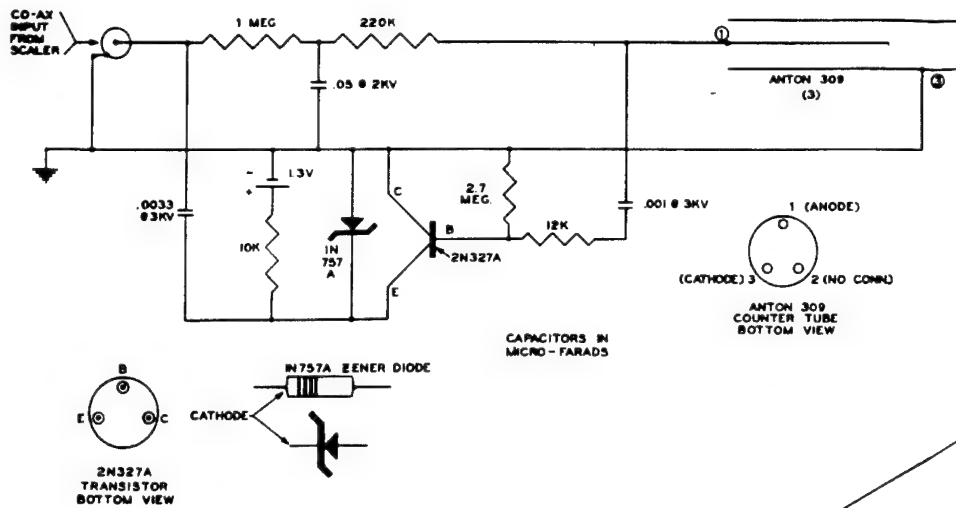 CO-AX
INPUT
FROM
SCALER
1 MEG
220K
.05 @ 2KV
1
ANTON 309
(3)
3
- 1.3V
+
.0033
@ 3KV
10K
IN
757
A
C
B
E
2N327A
2.7
MEG.
12K
.001 @ 3KV
1 (ANODE)
(CATHODE) 3
2 (NO CONN.)
ANTON 309
COUNTER TUBE
BOTTOM VIEW
CAPACITORS IN
MICRO-FARADS
B
E
C
2N327A
TRANSISTOR
BOTTOM VIEW
IN757A ZENER DIODE
CATHODE